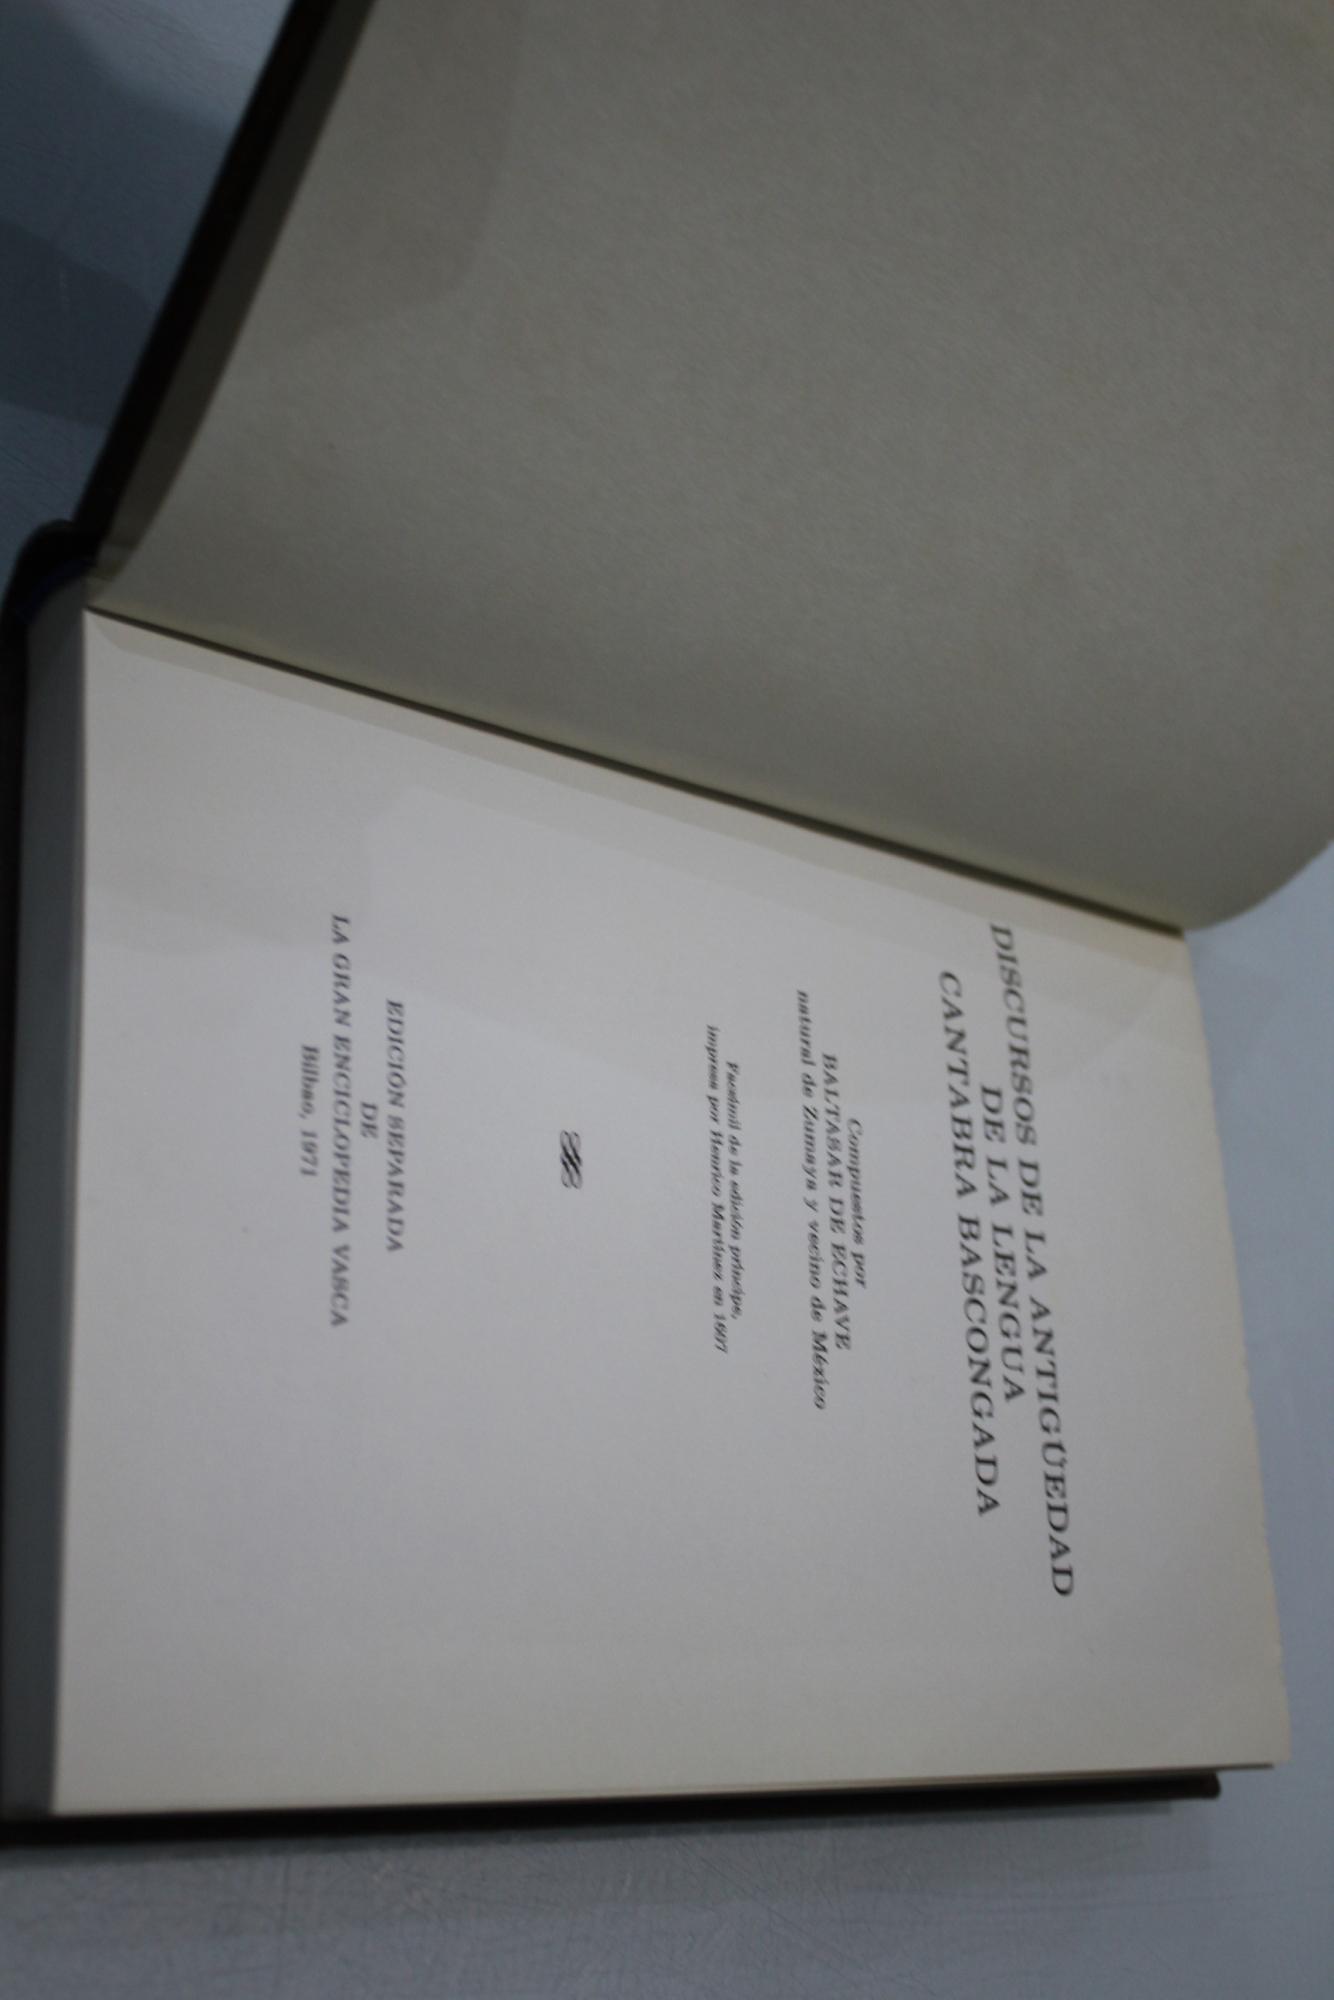 DISCURSOS DE LA ANTIGÜEDAD
DE LA LENGUA
CANTABRA BASCONGADA
Compuestos por
BALTASAR DE ECHAVE
natural de Zumaya y vecino de México
Facsímil de la edición príncipe,
impresa por Henrico Martínez en 1607
EDICIÓN SEPARADA
DE
LA GRAN ENCICLOPEDIA VASCA
Bilbao, 1971